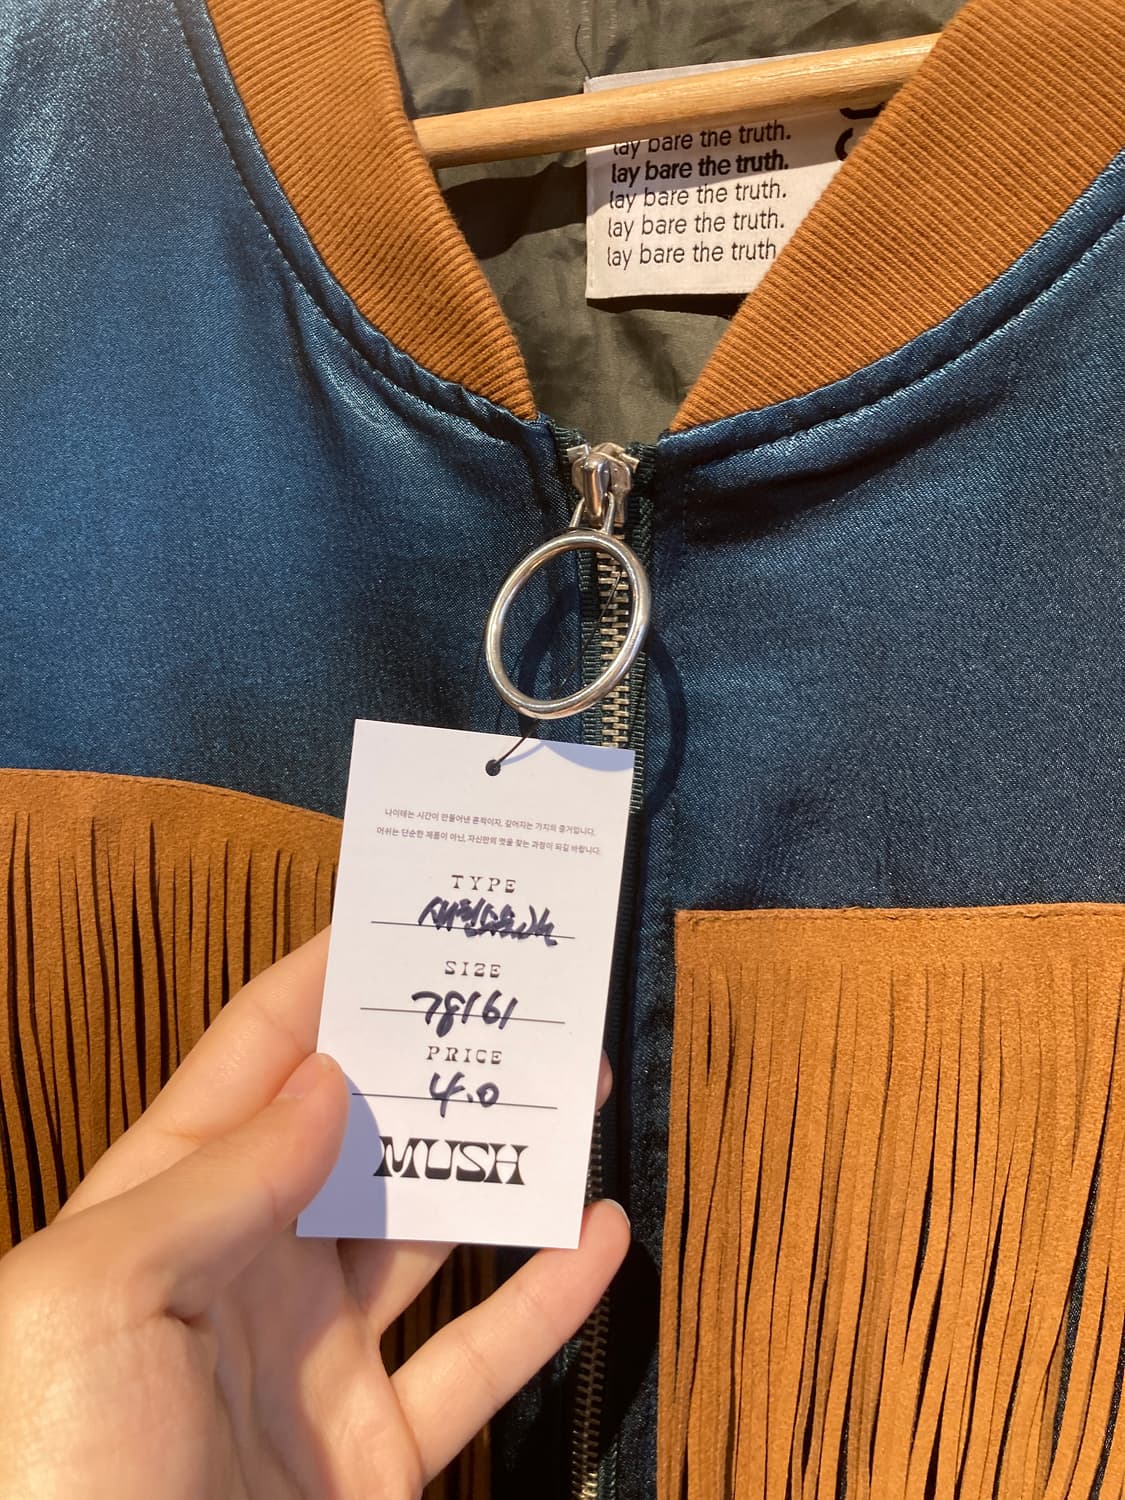 lay bare the truth.
lay bare the truth.
lay bare the truth.
lay bare the truth.
lay bare the truth
나이테는 시간이 만들어낸 흔적이자, 깊어지는 가치의 증거입니다.
머쉬는 단순한 제품이 아닌, 자신만의 멋을 찾는 과정이 되길 바랍니다.
TYPE
SIZE
78/61
PRICE
4.0
MUSH